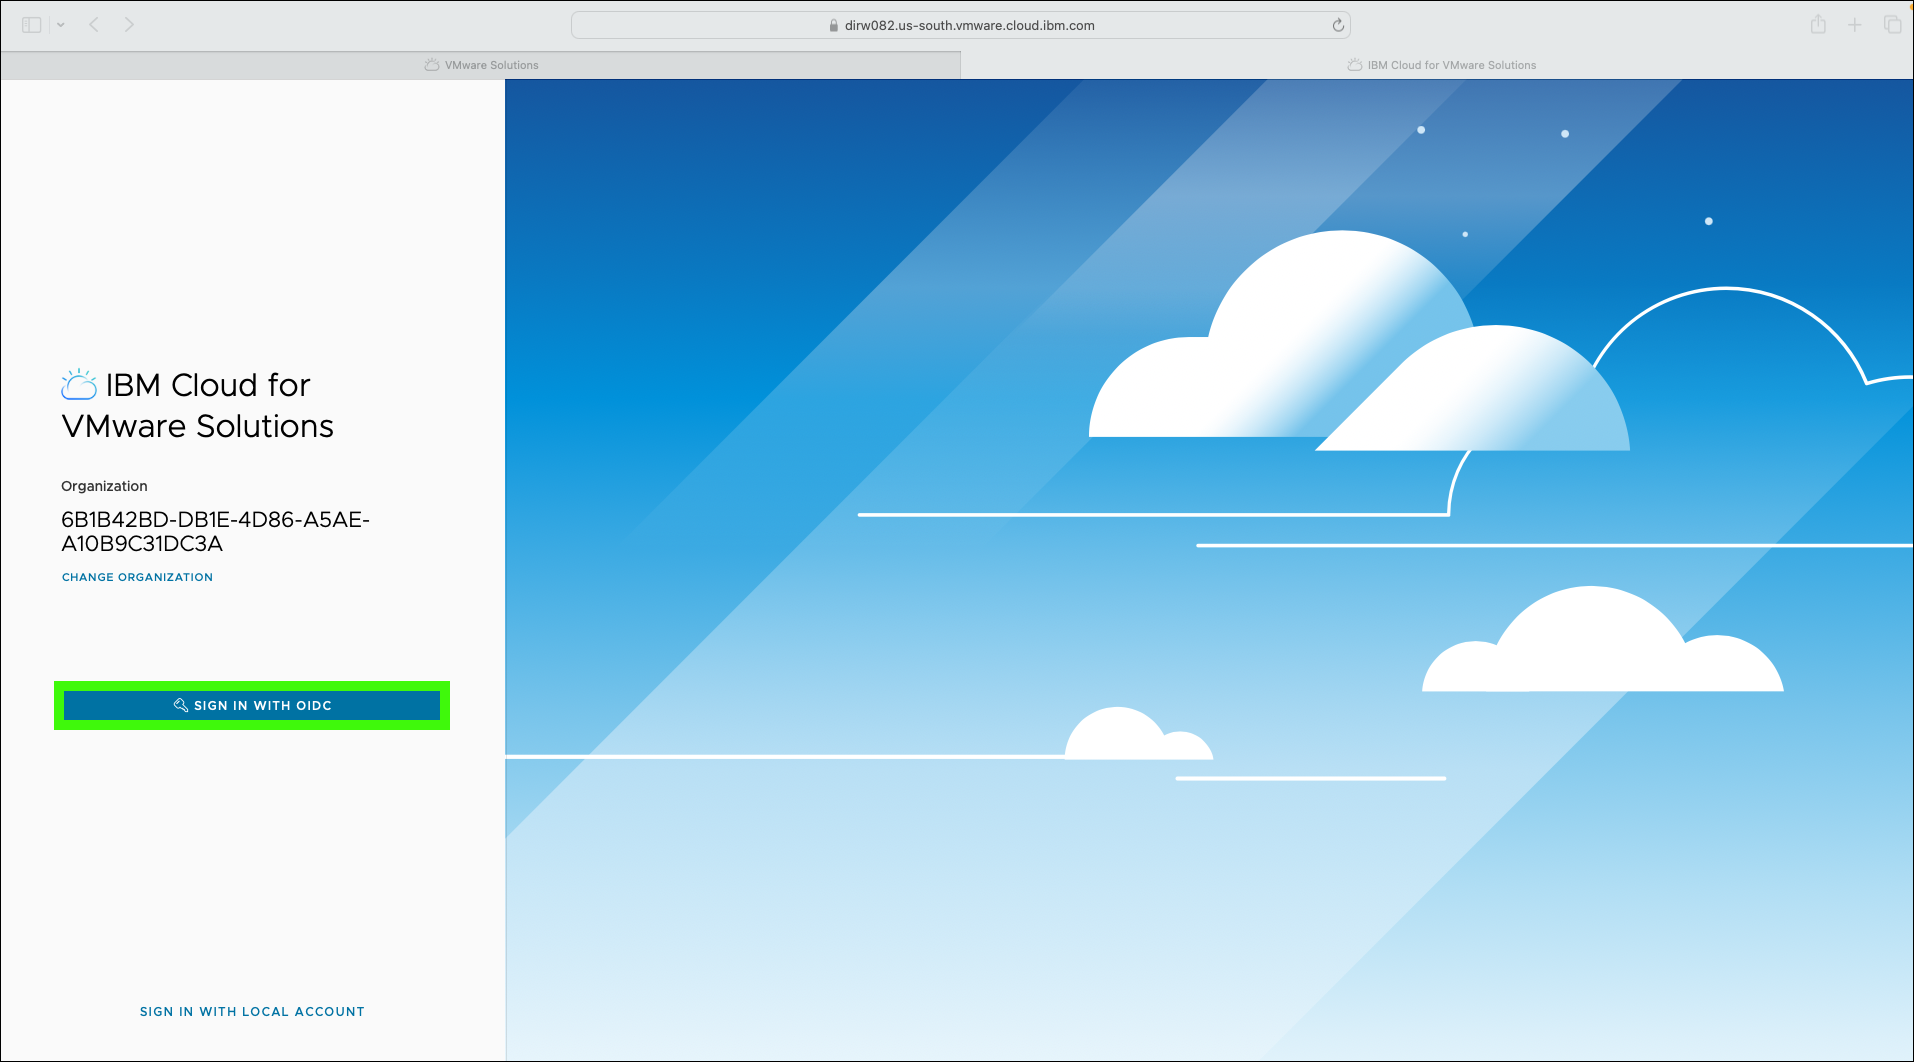 dirw082.us-south.vmware.cloud.ibm.com
VMware Solutions
IBM Cloud for VMware Solutions
IBM Cloud for
VMware Solutions
Organization
6B1B42BD-DB1E-4D86-A5AE-
A10B9C31DC3A
CHANGE ORGANIZATION
SIGN IN WITH OIDC
SIGN IN WITH LOCAL ACCOUNT